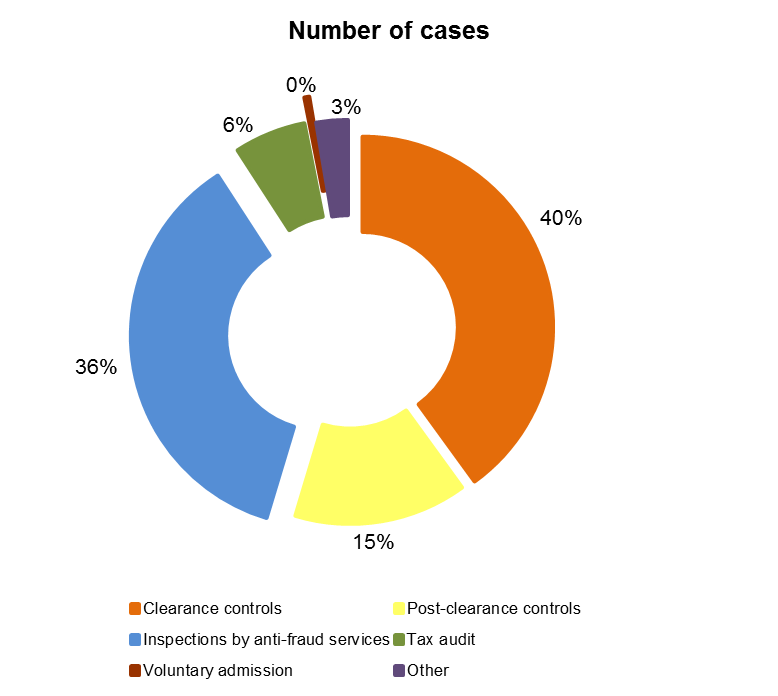 Number of cases
0%
3%
6%
40%
36%
15%
Clearance controls
Post-clearance controls
Inspections by anti-fraud services
Tax audit
Voluntary admission
Other